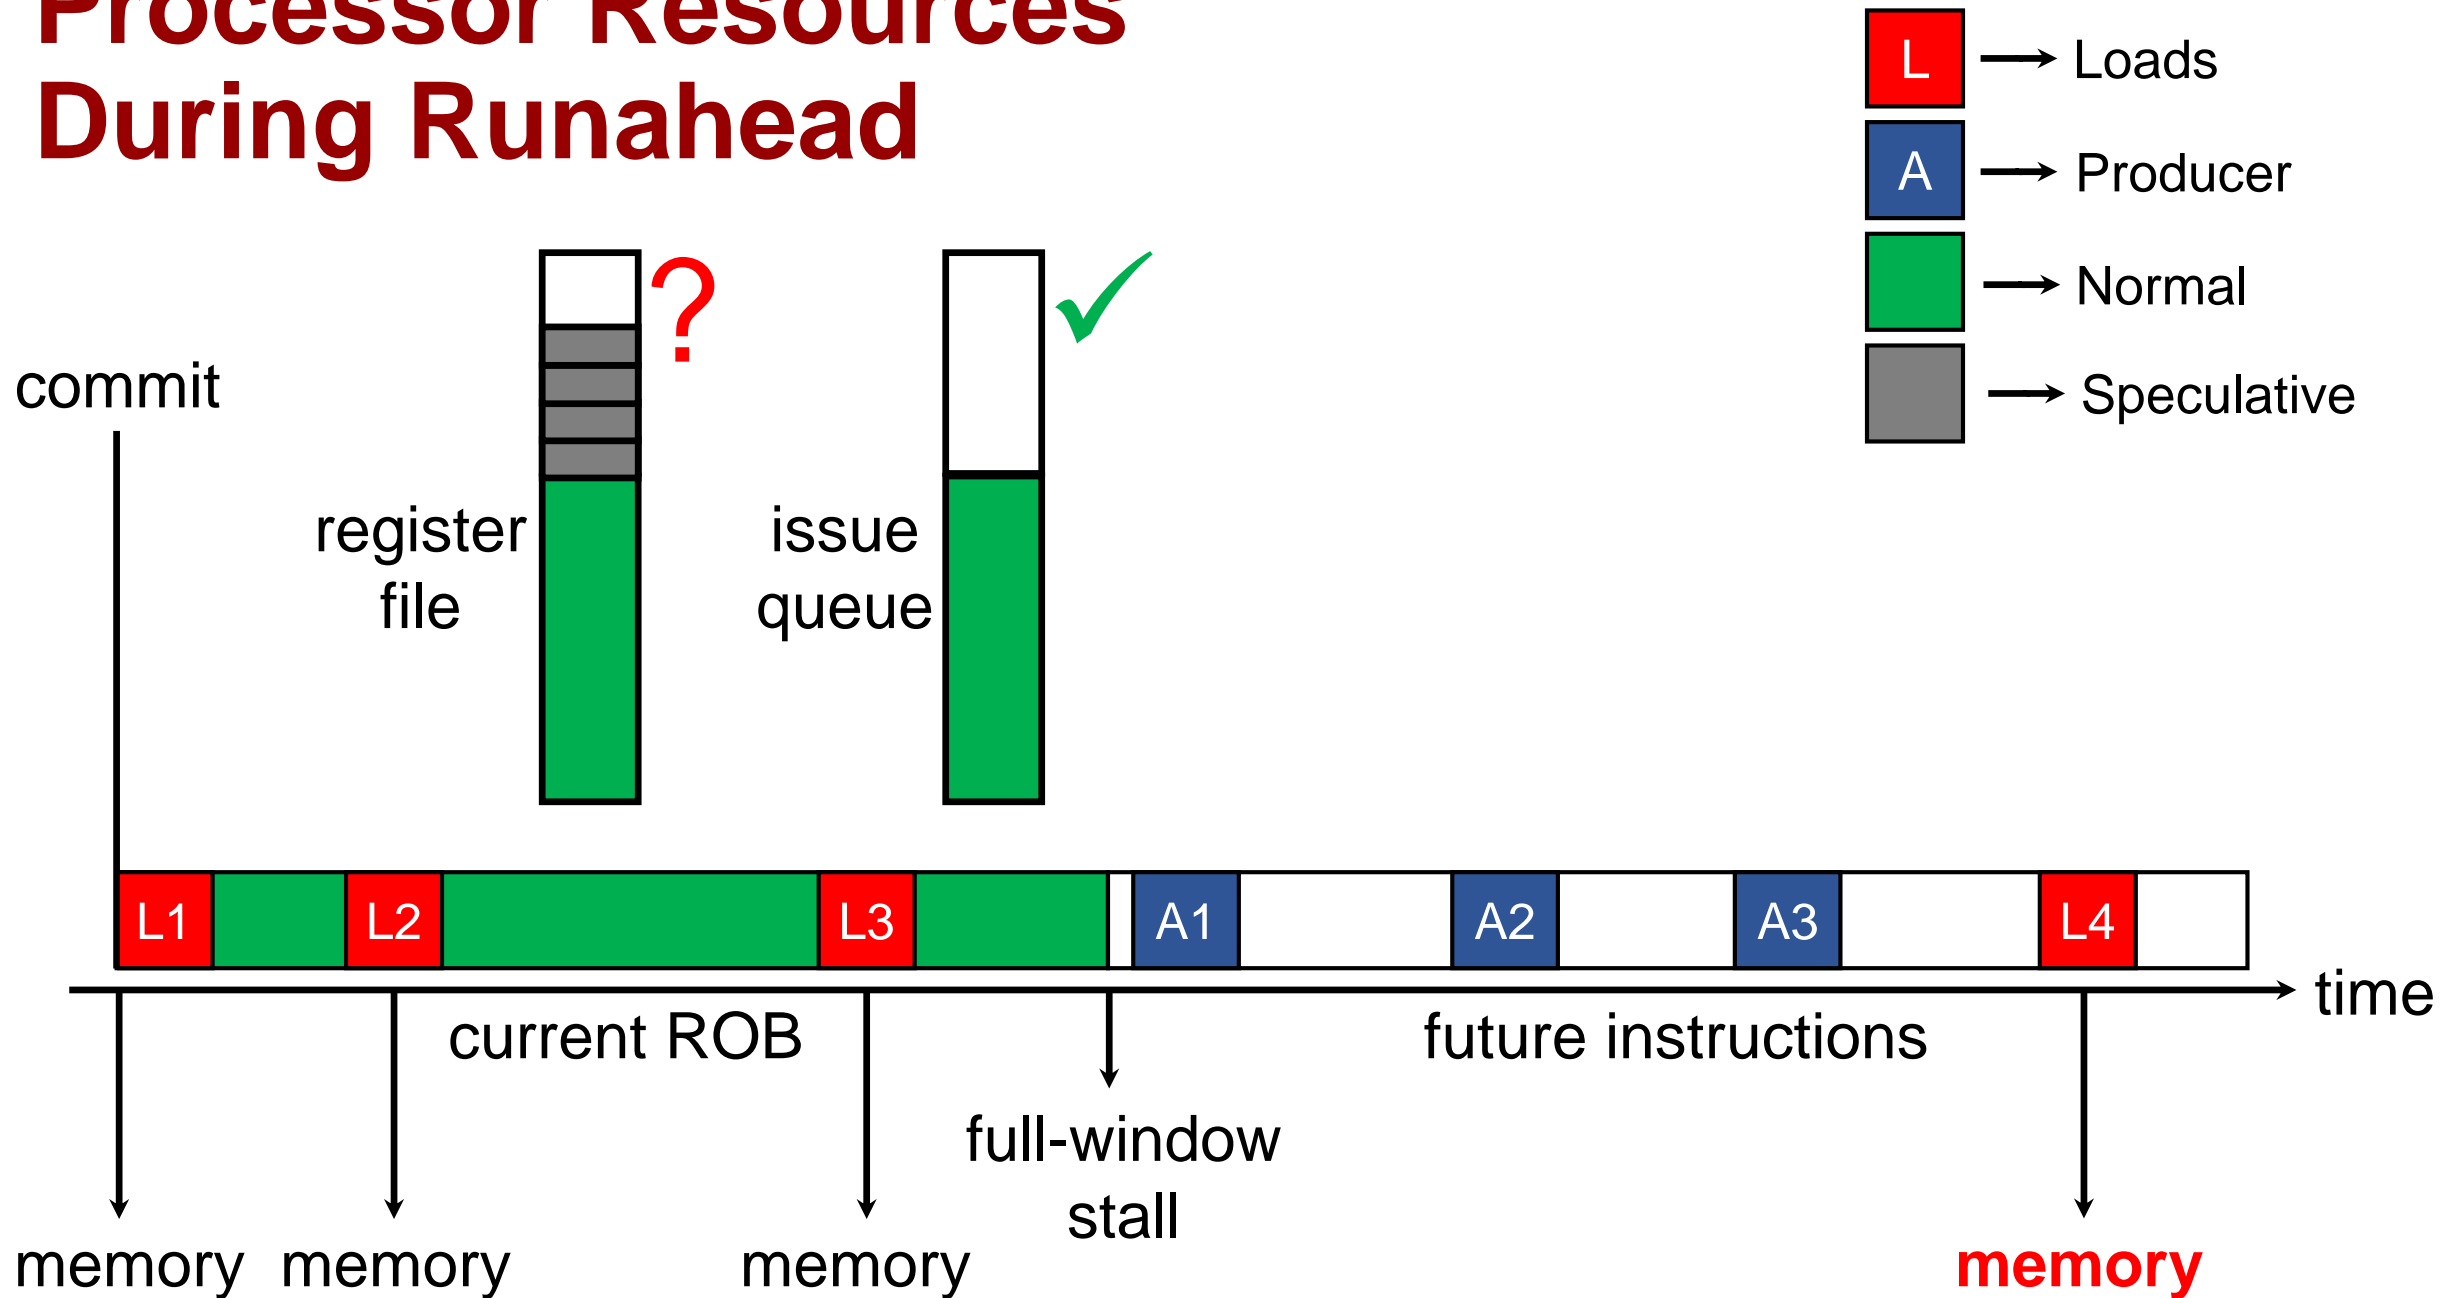 Processor Resources
During Runahead
L
Loads
A
Producer
Normal
Speculative
?
commit
register
file
issue
queue
L1
L2
L3
A1
A2
A3
L4
time
current ROB
future instructions
full-window
stall
memory
memory
memory
memory